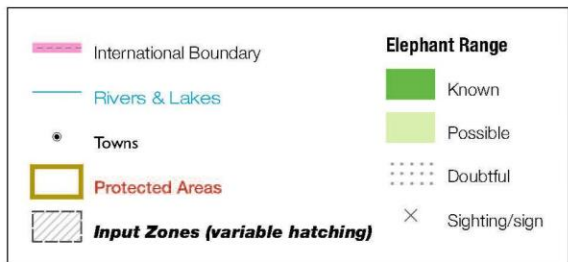 International Boundary
Rivers & Lakes
Towns
Protected Areas
Input Zones (variable hatching)
Elephant Range
Known
Possible
Doubtful
Sighting/sign